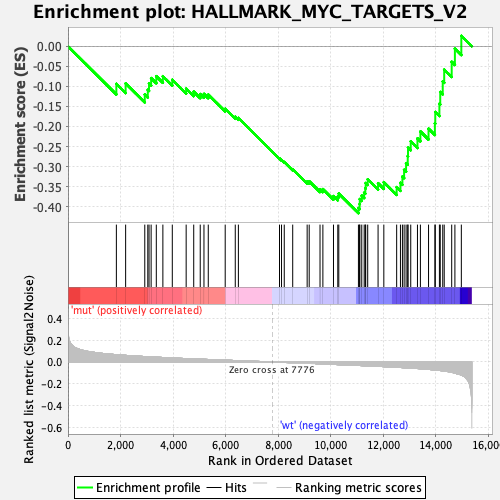 Enrichment plot: HALLMARK_MYC_TARGETS_V2
Enrichment score (ES)
0.00
-0.05
-0.10
-0.15
-0.20
-0.25
-0.30
-0.35
-0.40
'mut' (positively correlated)
Zero cross at 7776
'wt' (negatively correlated)
Ranked list metric (Signal2Noise)
0.4
0.2
0.0
-0.2
-0.4
-0.6
0 2,000 4,000 6,000 8,000 10,000 12,000 14,000 16,000
Rank in Ordered Dataset
Enrichment profile Hits Ranking metric scores